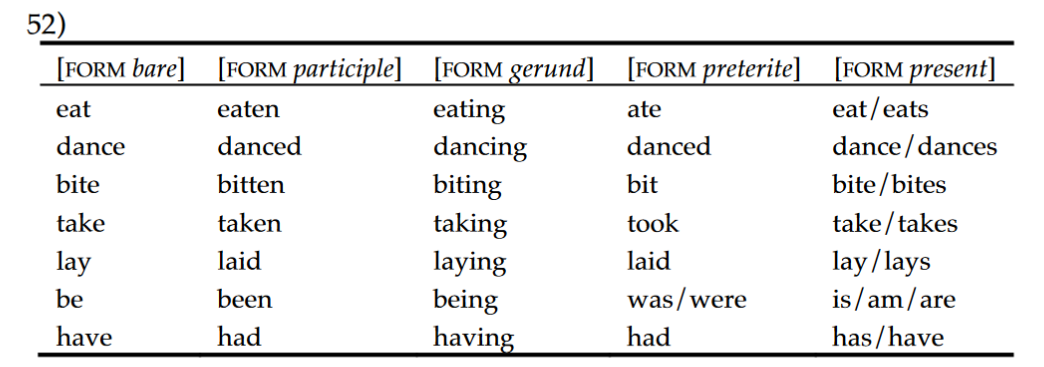 52)
[FORM bare] [FORM participle] [FORM gerund] [FORM preterite] [FORM present]
eat eaten eating ate eat/eats
dance danced dancing danced dance/dances
bite bitten biting bit bite/bites
take taken taking took take/takes
lay laid laying laid lay/lays
be been being was/were is/am/are
have had having had has/have